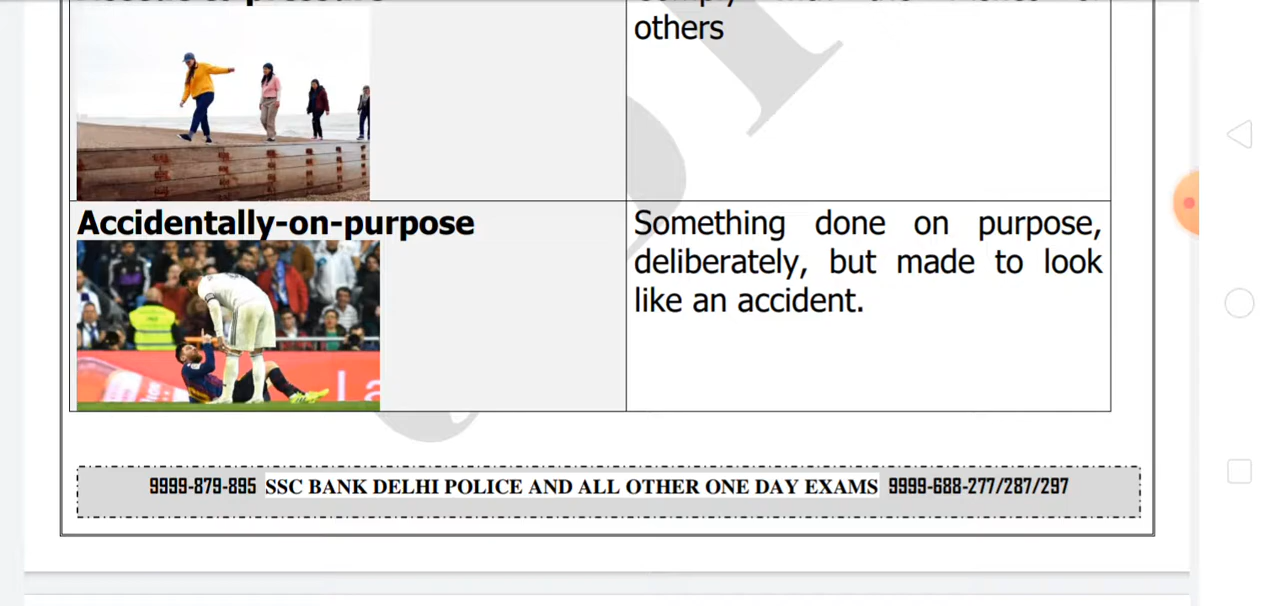 others
Accidentally-on-purpose
Something done on purpose,
deliberately, but made to look
like an accident.
9999-879-895 SSC BANK DELHI POLICE AND ALL OTHER ONE DAY EXAMS 9999-688-277/287/297